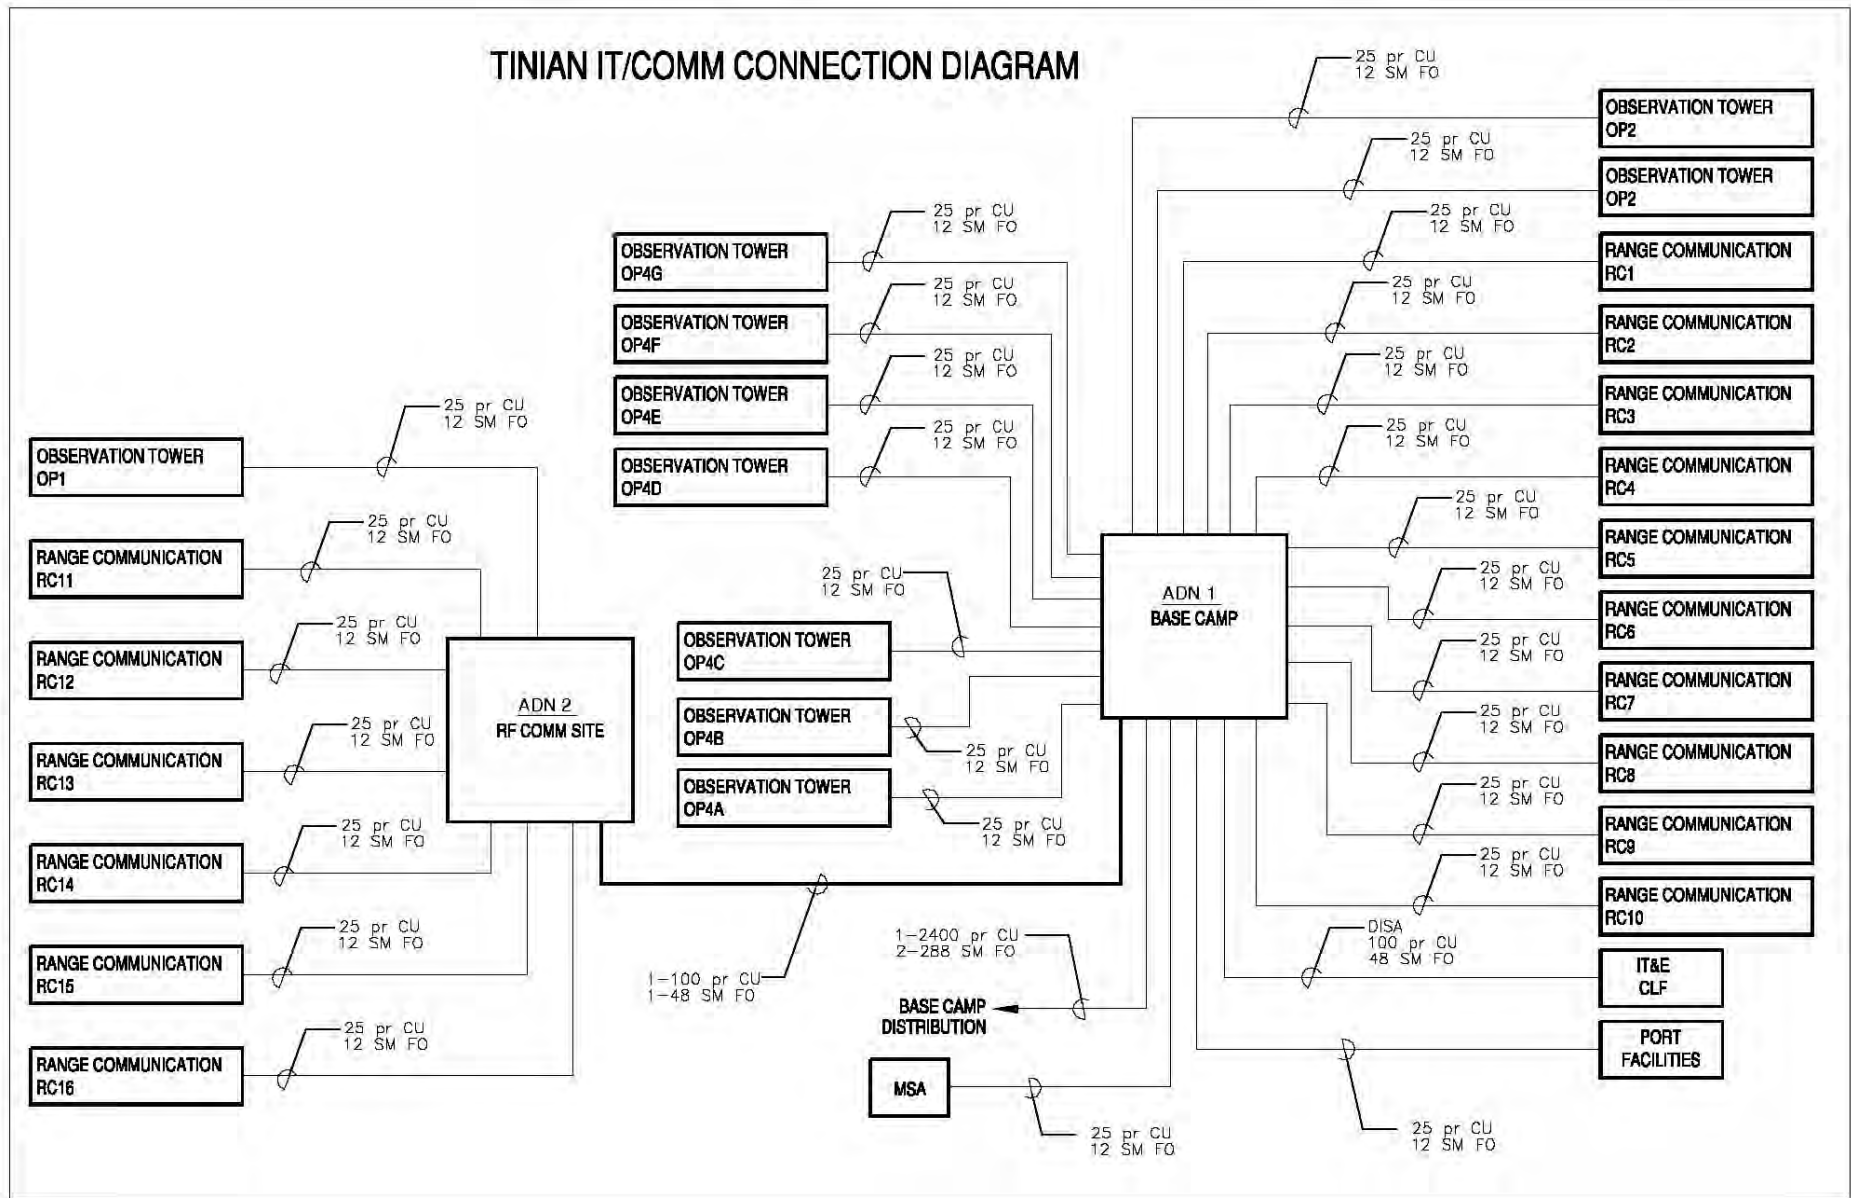 TINIAN IT/COMM CONNECTION DIAGRAM
25 pr CU
12 SM FO
OBSERVATION TOWER
OP2
25 pr CU
12 SM FO
OBSERVATION TOWER
OP2
25 pr CU
12 SM FO
RANGE COMMUNICATION
RC1
25 pr CU
12 SM FO
RANGE COMMUNICATION
RC2
25 pr CU
12 SM FO
RANGE COMMUNICATION
RC3
25 pr CU
12 SM FO
RANGE COMMUNICATION
RC4
25 pr CU
12 SM FO
RANGE COMMUNICATION
RC5
25 pr CU
12 SM FO
RANGE COMMUNICATION
RC6
25 pr CU
12 SM FO
RANGE COMMUNICATION
RC7
25 pr CU
12 SM FO
RANGE COMMUNICATION
RC8
25 pr CU
12 SM FO
RANGE COMMUNICATION
RC9
25 pr CU
12 SM FO
RANGE COMMUNICATION
RC10
DISA
100 pr CU
48 SM FO
IT&E
CLF
PORT
FACILITIES
25 pr CU
12 SM FO
OBSERVATION TOWER
OP4G
25 pr CU
12 SM FO
OBSERVATION TOWER
OP4F
25 pr CU
12 SM FO
OBSERVATION TOWER
OP4E
25 pr CU
12 SM FO
OBSERVATION TOWER
OP4D
25 pr CU
12 SM FO
ADN 1
BASE CAMP
25 pr CU
12 SM FO
OBSERVATION TOWER
OP4C
OBSERVATION TOWER
OP4B
25 pr CU
12 SM FO
OBSERVATION TOWER
OP4A
25 pr CU
12 SM FO
1-2400 pr CU
2-288 SM FO
BASE CAMP
DISTRIBUTION
MSA
25 pr CU
12 SM FO
1-100 pr CU
1-48 SM FO
ADN 2
RF COMM SITE
25 pr CU
12 SM FO
OBSERVATION TOWER
OP1
25 pr CU
12 SM FO
RANGE COMMUNICATION
RC11
25 pr CU
12 SM FO
RANGE COMMUNICATION
RC12
25 pr CU
12 SM FO
RANGE COMMUNICATION
RC13
25 pr CU
12 SM FO
RANGE COMMUNICATION
RC14
25 pr CU
12 SM FO
RANGE COMMUNICATION
RC15
25 pr CU
12 SM FO
RANGE COMMUNICATION
RC16
25 pr CU
12 SM FO